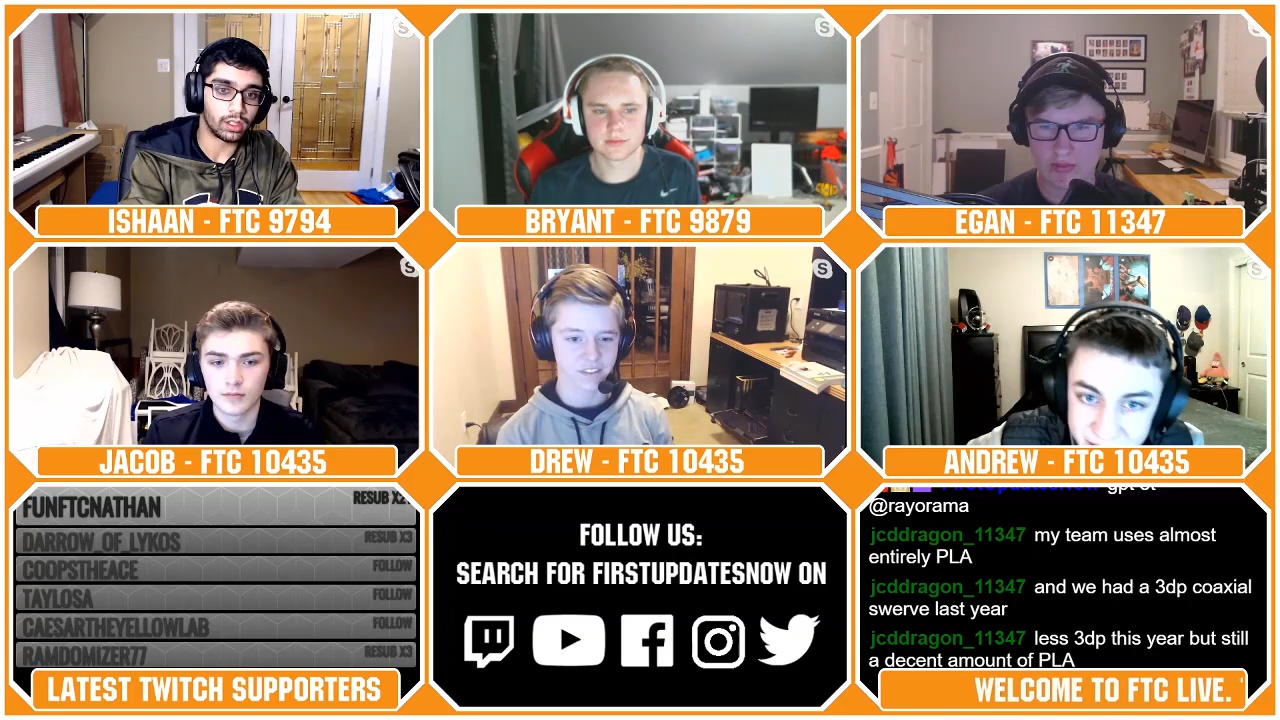 ISHAAN - FTC 9794
BRYANT - FTC 9879
EGAN - FTC 11347
JACOB - FTC 10435
DREW - FTC 10435
ANDREW - FTC 10435
FUNFTCNATHAN RESUB X2
DARROW_OF_LYKOS RESUB X3
COOPSTHEACE FOLLOW
TAYLOSA FOLLOW
CAESARTHEYELLOWLAB FOLLOW
RAMDOMIZER77 RESUB X3
LATEST TWITCH SUPPORTERS
FOLLOW US:
SEARCH FOR FIRSTUPDATESNOW ON
@rayorama
jcddragon_11347 my team uses almost
entirely PLA
jcddragon_11347 and we had a 3dp coaxial
swerve last year
jcddragon_11347 less 3dp this year but still
a decent amount of PLA
WELCOME TO FTC LIVE.